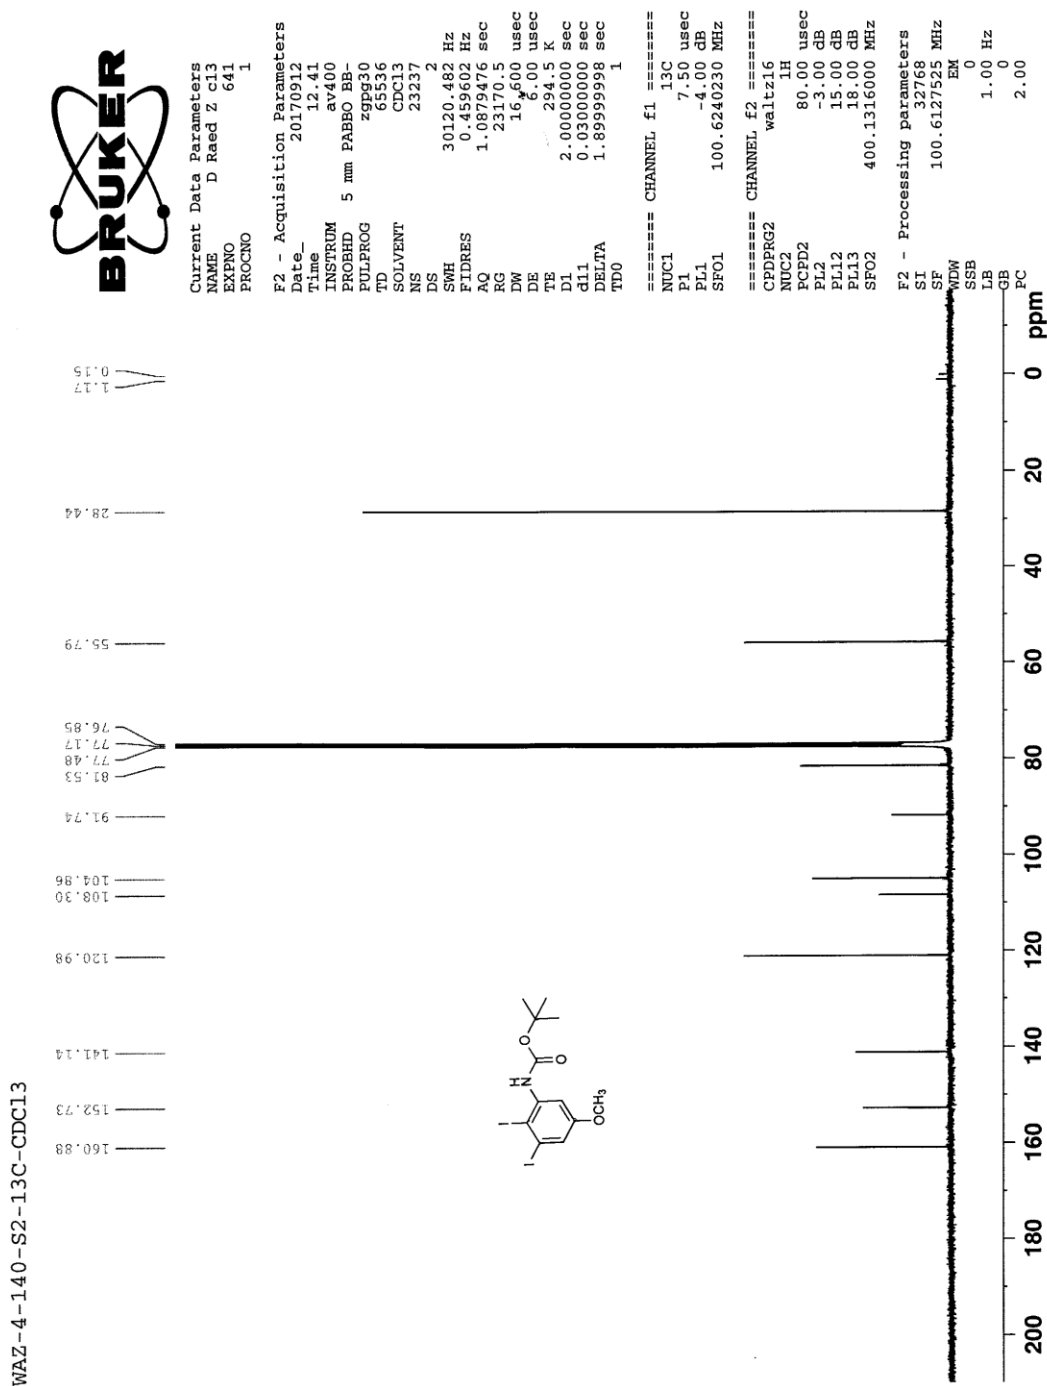 WAZ-4-140-S2-13C-CDCl3
160.88
152.73
141.14
120.98
108.30
104.86
91.74
81.53
77.48
77.17
76.85
55.79
28.44
1.17
0.15
BRUKER
Current Data Parameters
NAME D Raed Z c13
EXPNO 641
PROCNO 1
F2 - Acquisition Parameters
Date_ 20170912
Time 12.41
INSTRUM av400
PROBHD 5 mm PABBO BB-
PULPROG zgpg30
TD 65536
SOLVENT CDCl3
NS 23237
DS 2
SWH 30120.482 Hz
FIDRES 0.459602 Hz
AQ 1.0879476 sec
RG 23170.5
DW 16.600 usec
DE 6.00 usec
TE 294.5 K
D1 2.00000000 sec
d11 0.03000000 sec
DELTA 1.89999998 sec
TD0 1
======== CHANNEL f1 ========
NUC1 13C
P1 7.50 usec
PL1 -4.00 dB
SFO1 100.6240230 MHz
======== CHANNEL f2 ========
CPDPRG2 waltz16
NUC2 1H
PCPD2 80.00 usec
PL2 -3.00 dB
PL12 15.00 dB
PL13 18.00 dB
SFO2 400.1316000 MHz
F2 - Processing parameters
SI 32768
SF 100.6127525 MHz
WDW EM
SSB 0
LB 1.00 Hz
GB 0
PC 2.00
I
I
H
N
O
O
OCH3
200 180 160 140 120 100 80 60 40 20 0 ppm